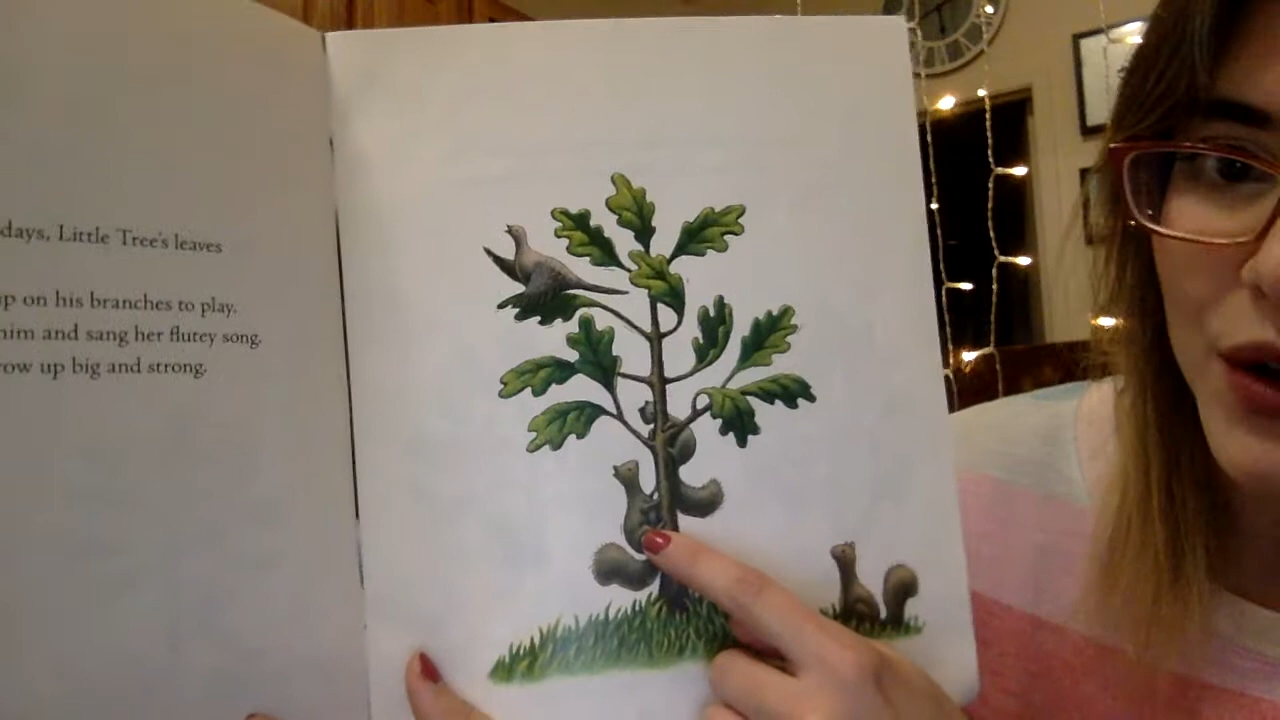 days, Little Tree's leaves
up on his branches to play.
him and sang her flutey song.
row up big and strong.